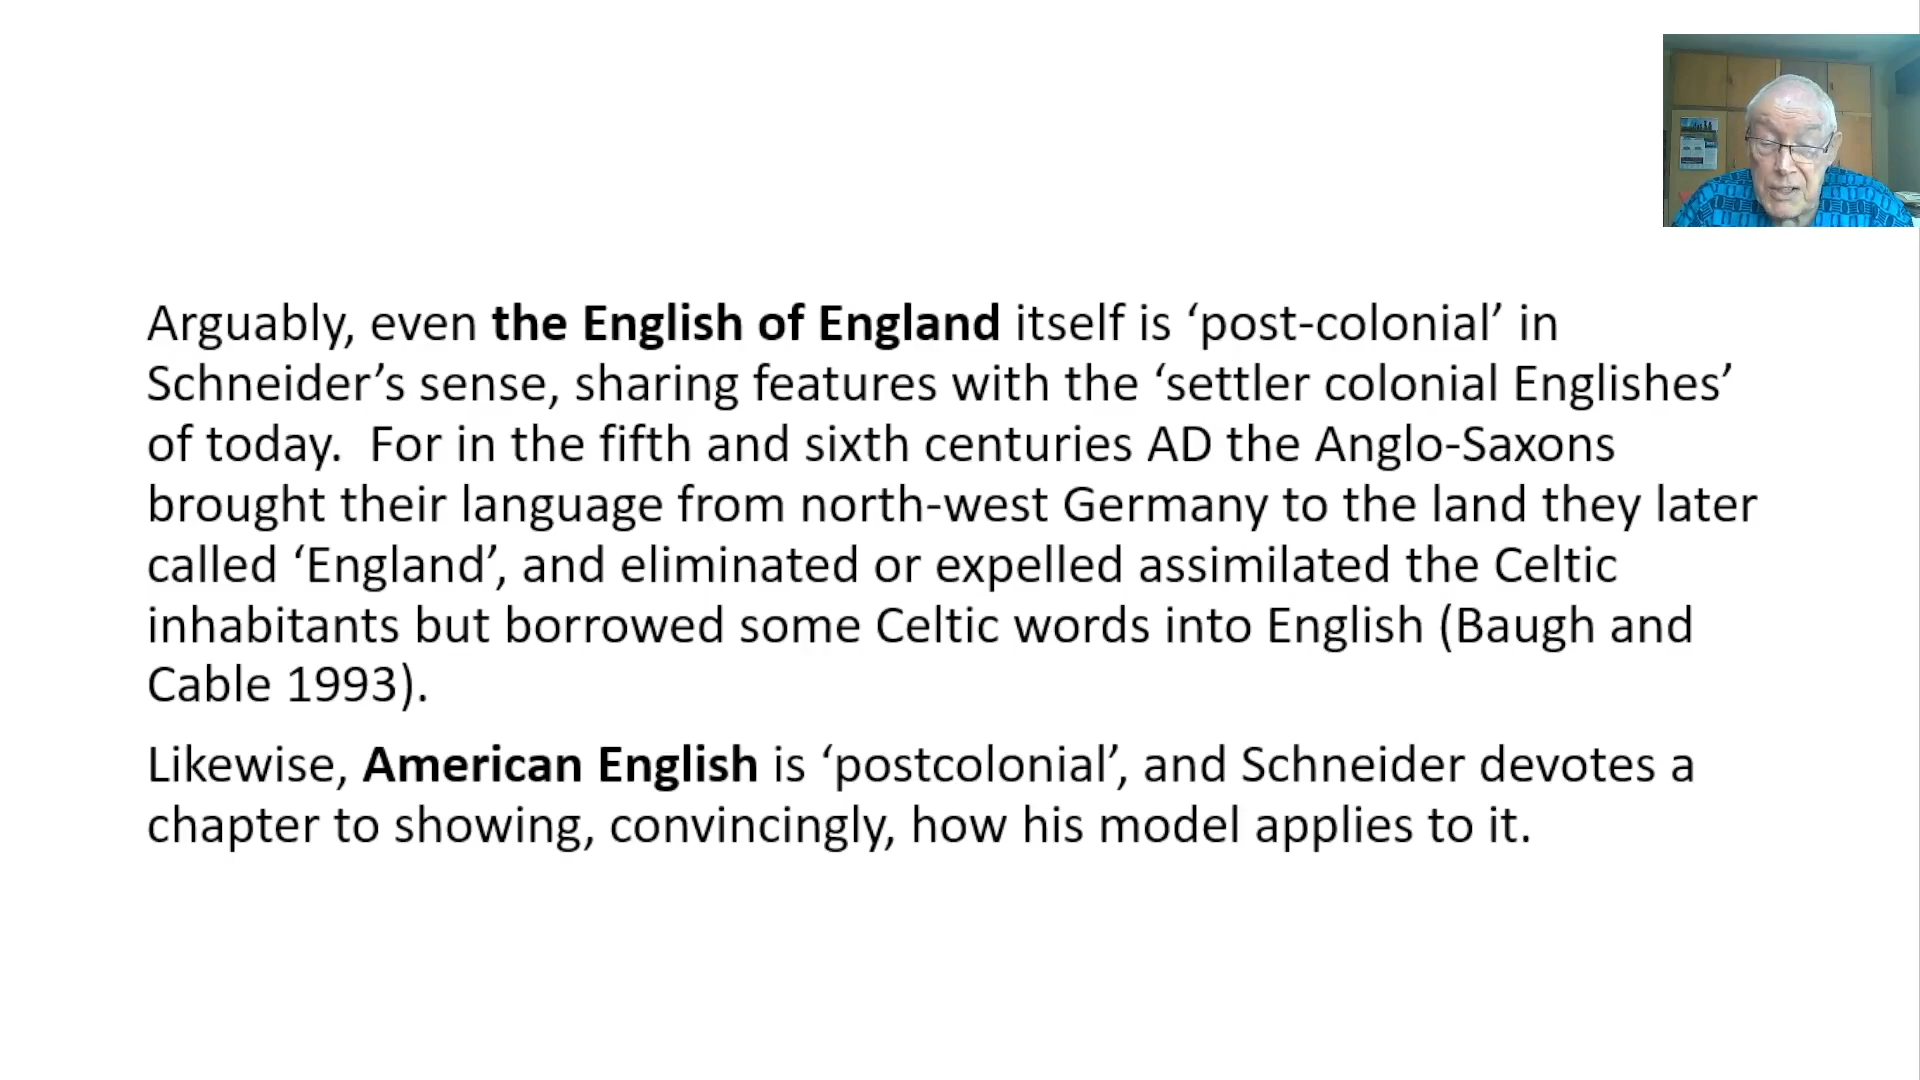 Arguably, even the English of England itself is ‘post-colonial’ in
Schneider’s sense, sharing features with the ‘settler colonial Englishes’
of today.  For in the fifth and sixth centuries AD the Anglo-Saxons
brought their language from north-west Germany to the land they later
called ‘England’, and eliminated or expelled assimilated the Celtic
inhabitants but borrowed some Celtic words into English (Baugh and
Cable 1993).
Likewise, American English is ‘postcolonial’, and Schneider devotes a
chapter to showing, convincingly, how his model applies to it.